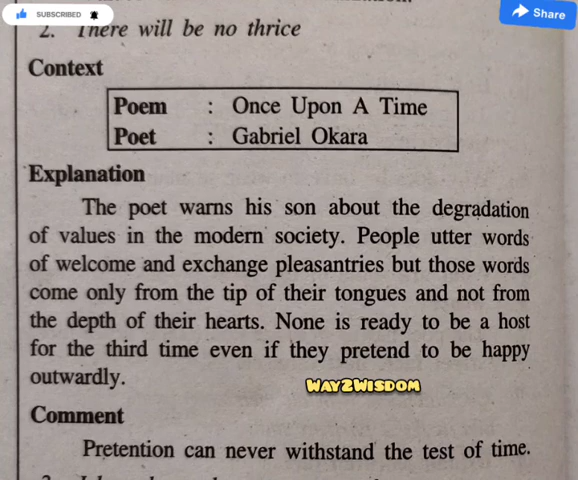 SUBSCRIBED
Share
2. There will be no thrice
Context
Poem : Once Upon A Time
Poet : Gabriel Okara
Explanation
The poet warns his son about the degradation
of values in the modern society. People utter words
of welcome and exchange pleasantries but those words
come only from the tip of their tongues and not from
the depth of their hearts. None is ready to be a host
for the third time even if they pretend to be happy
outwardly.
WAY2WISDOM
Comment
Pretention can never withstand the test of time.